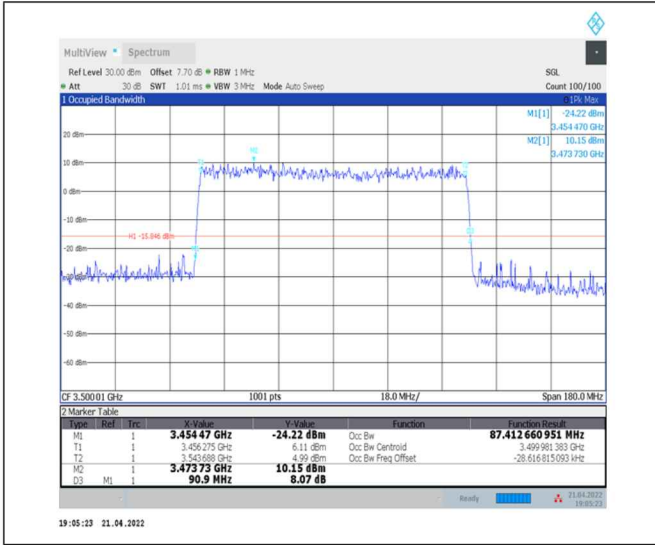 MultiView Spectrum
Ref Level 30.00 dBm Offset 7.70 dB RBW 1 MHz SGL
Att 30 dB SWT 1.01 ms VBW 3 MHz Mode Auto Sweep Count 100/100
1 Occupied Bandwidth 1Pk Max
M1[1] -24.22 dBm
3.454 470 GHz
M2[1] 10.15 dBm
3.473 730 GHz
20 dBm
10 dBm
0 dBm
-10 dBm
H1 -15.846 dBm
-20 dBm
-40 dBm
-50 dBm
-60 dBm
CF 3.500 01 GHz 1001 pts 18.0 MHz/ Span 180.0 MHz
2 Marker Table
Type Ref Trc X-Value Y-Value Function Function Result
M1 1 3.454 47 GHz -24.22 dBm Occ Bw 87.412 660 951 MHz
T1 1 3.456 275 GHz 6.11 dBm Occ Bw Centroid 3.499 981 383 GHz
T2 1 3.543 688 GHz 4.99 dBm Occ Bw Freq Offset -28.616 815 093 kHz
M2 1 3.473 73 GHz 10.15 dBm
D3 M1 1 90.9 MHz 8.07 dB
Ready 21.04.2022
19:05:23
19:05:23 21.04.2022